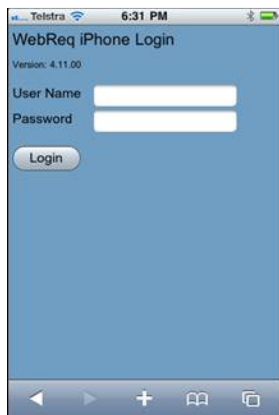 Telstra 6:31 PM
WebReq iPhone Login
Version: 4.11.00
User Name
Password
Login